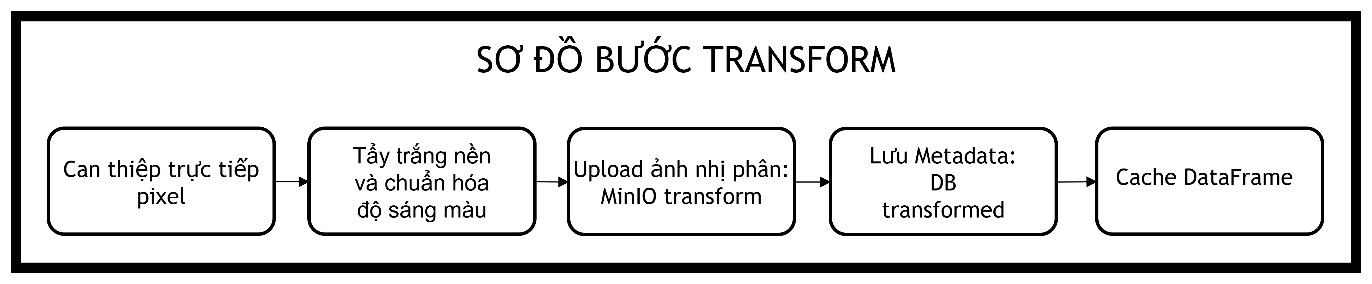 SƠ ĐỒ BƯỚC TRANSFORM
Can thiệp trực tiếp
pixel
Tẩy trắng nền
và chuẩn hóa
độ sáng màu
Upload ảnh nhị phân:
MinIO transform
Lưu Metadata:
DB
transformed
Cache DataFrame